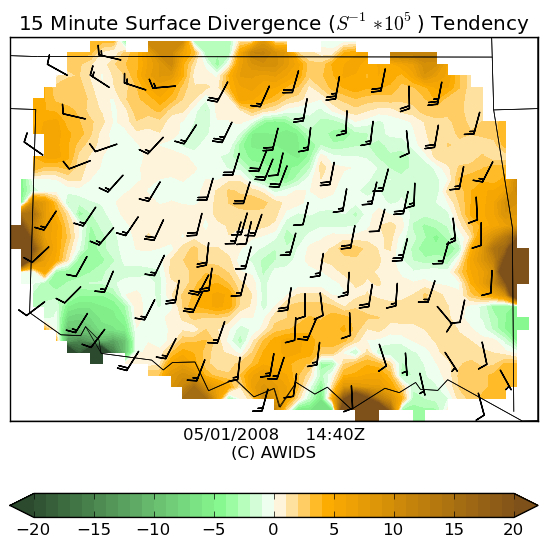 15 Minute Surface Divergence (S⁻¹ *10⁵ ) Tendency
05/01/2008 14:40Z
(C) AWIDS
−20 −15 −10 −5 0 5 10 15 20